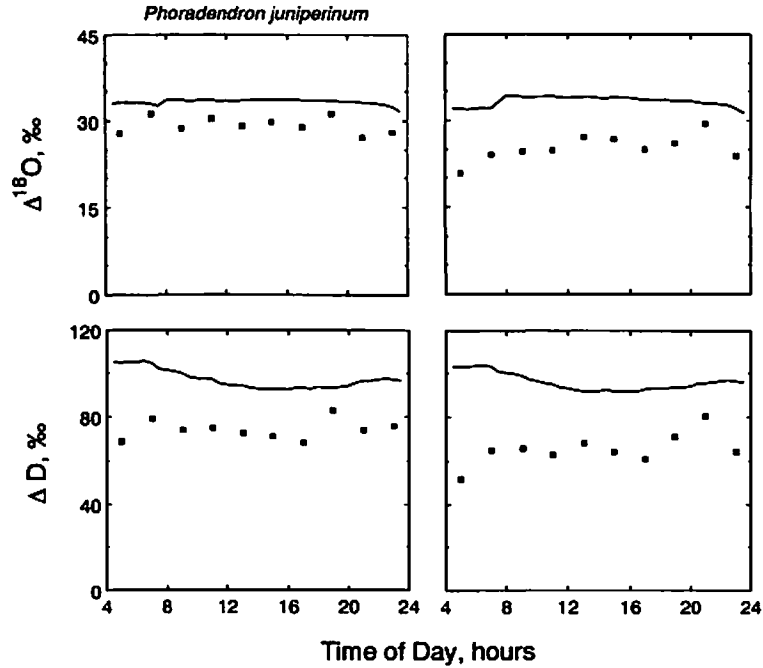 Phoradendron juniperinum
Δ18O, ‰
45
30
15
0
Δ D, ‰
120
80
40
0
4 8 12 16 20 24
4 8 12 16 20 24
Time of Day, hours